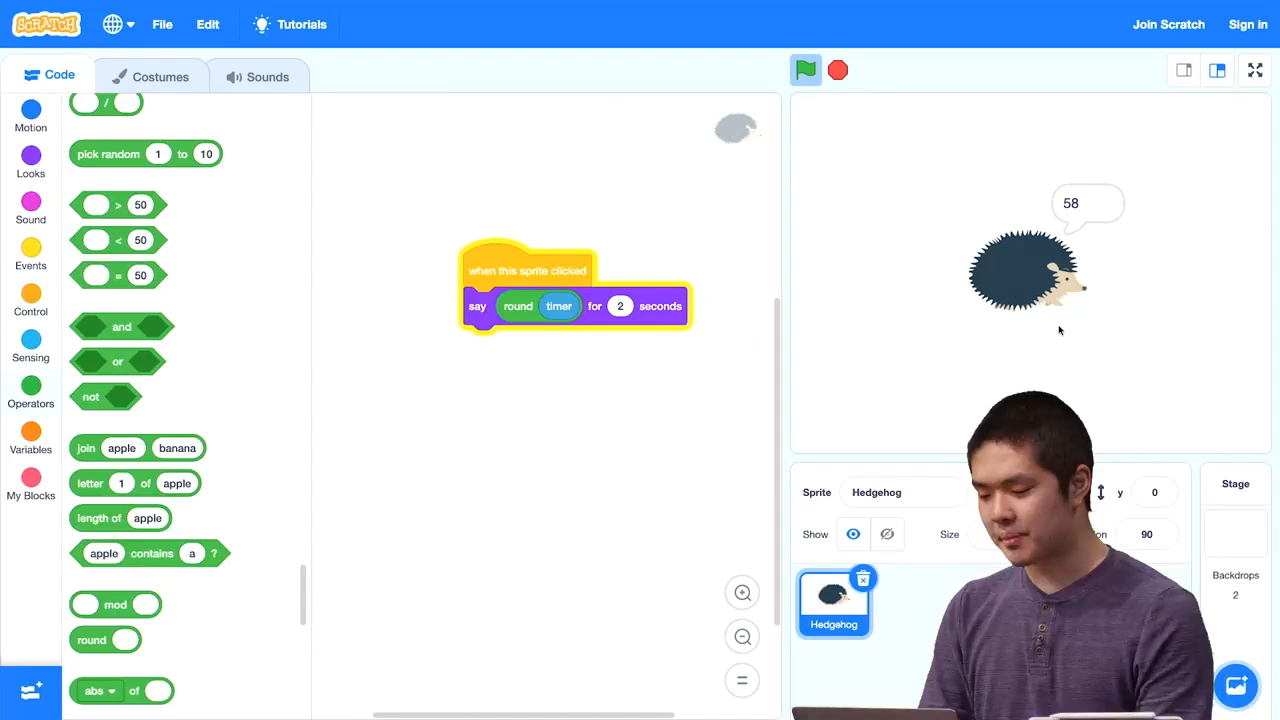 SCRATCH
File
Edit
Tutorials
Join Scratch
Sign in
Code
Costumes
Sounds
Motion
Looks
Sound
Events
Control
Sensing
Operators
Variables
My Blocks
/
pick random 1 to 10
> 50
< 50
= 50
and
or
not
join apple banana
letter 1 of apple
length of apple
apple contains a ?
mod
round
abs of
when this sprite clicked
say round timer for 2 seconds
58
Sprite Hedgehog
y 0
Show
Size
on 90
Hedgehog
Stage
Backdrops
2